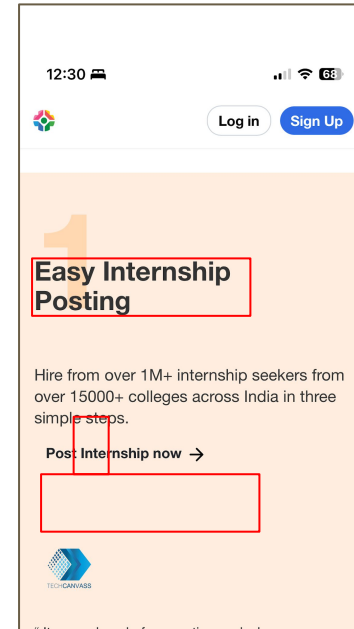 12:30
68
Log in
Sign Up
1
Easy Internship
Posting
Hire from over 1M+ internship seekers from
over 15000+ colleges across India in three
simple steps.
Post Internship now →
TECHCANVASS